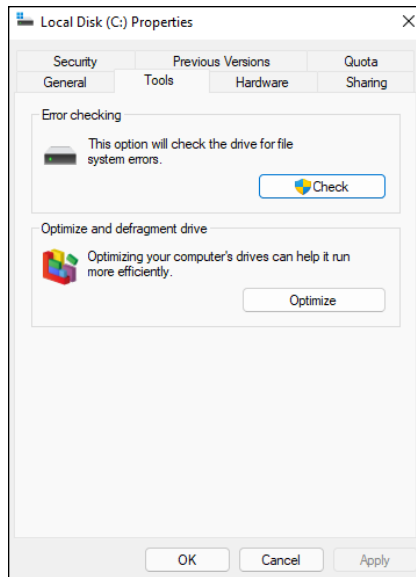 Local Disk (C:) Properties
Security Previous Versions Quota
General Tools Hardware Sharing
Error checking
This option will check the drive for file
system errors.
Check
Optimize and defragment drive
Optimizing your computer's drives can help it run
more efficiently.
Optimize
OK Cancel Apply